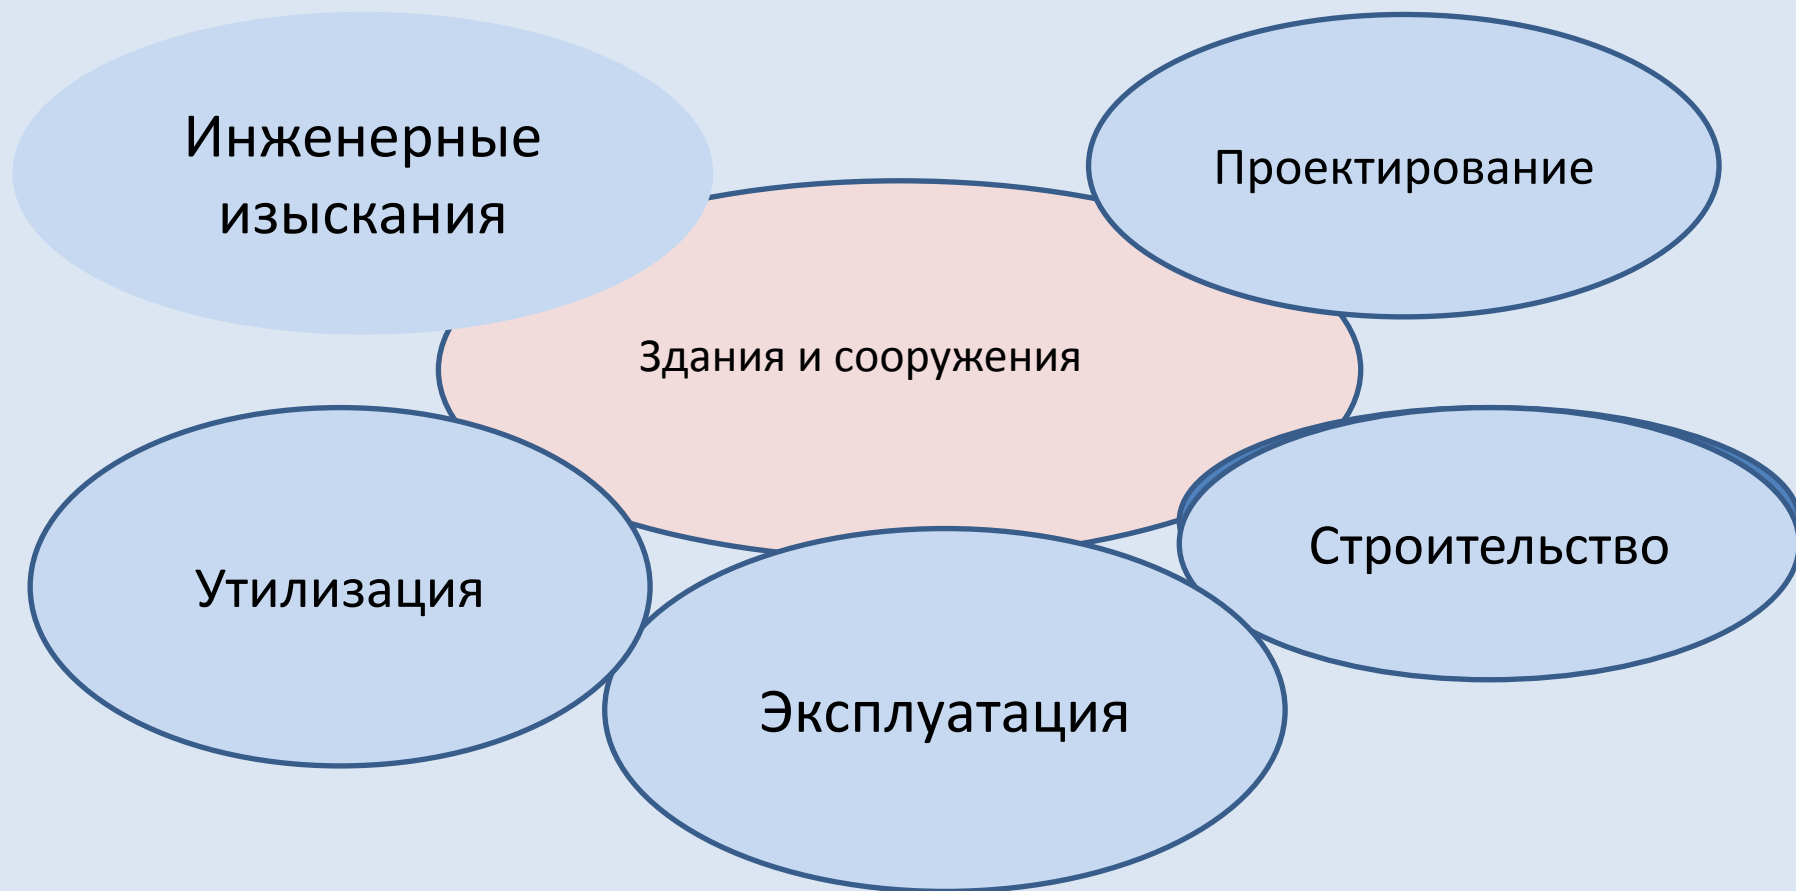 Инженерные
изыскания
Проектирование
Здания и сооружения
Строительство
Утилизация
Эксплуатация